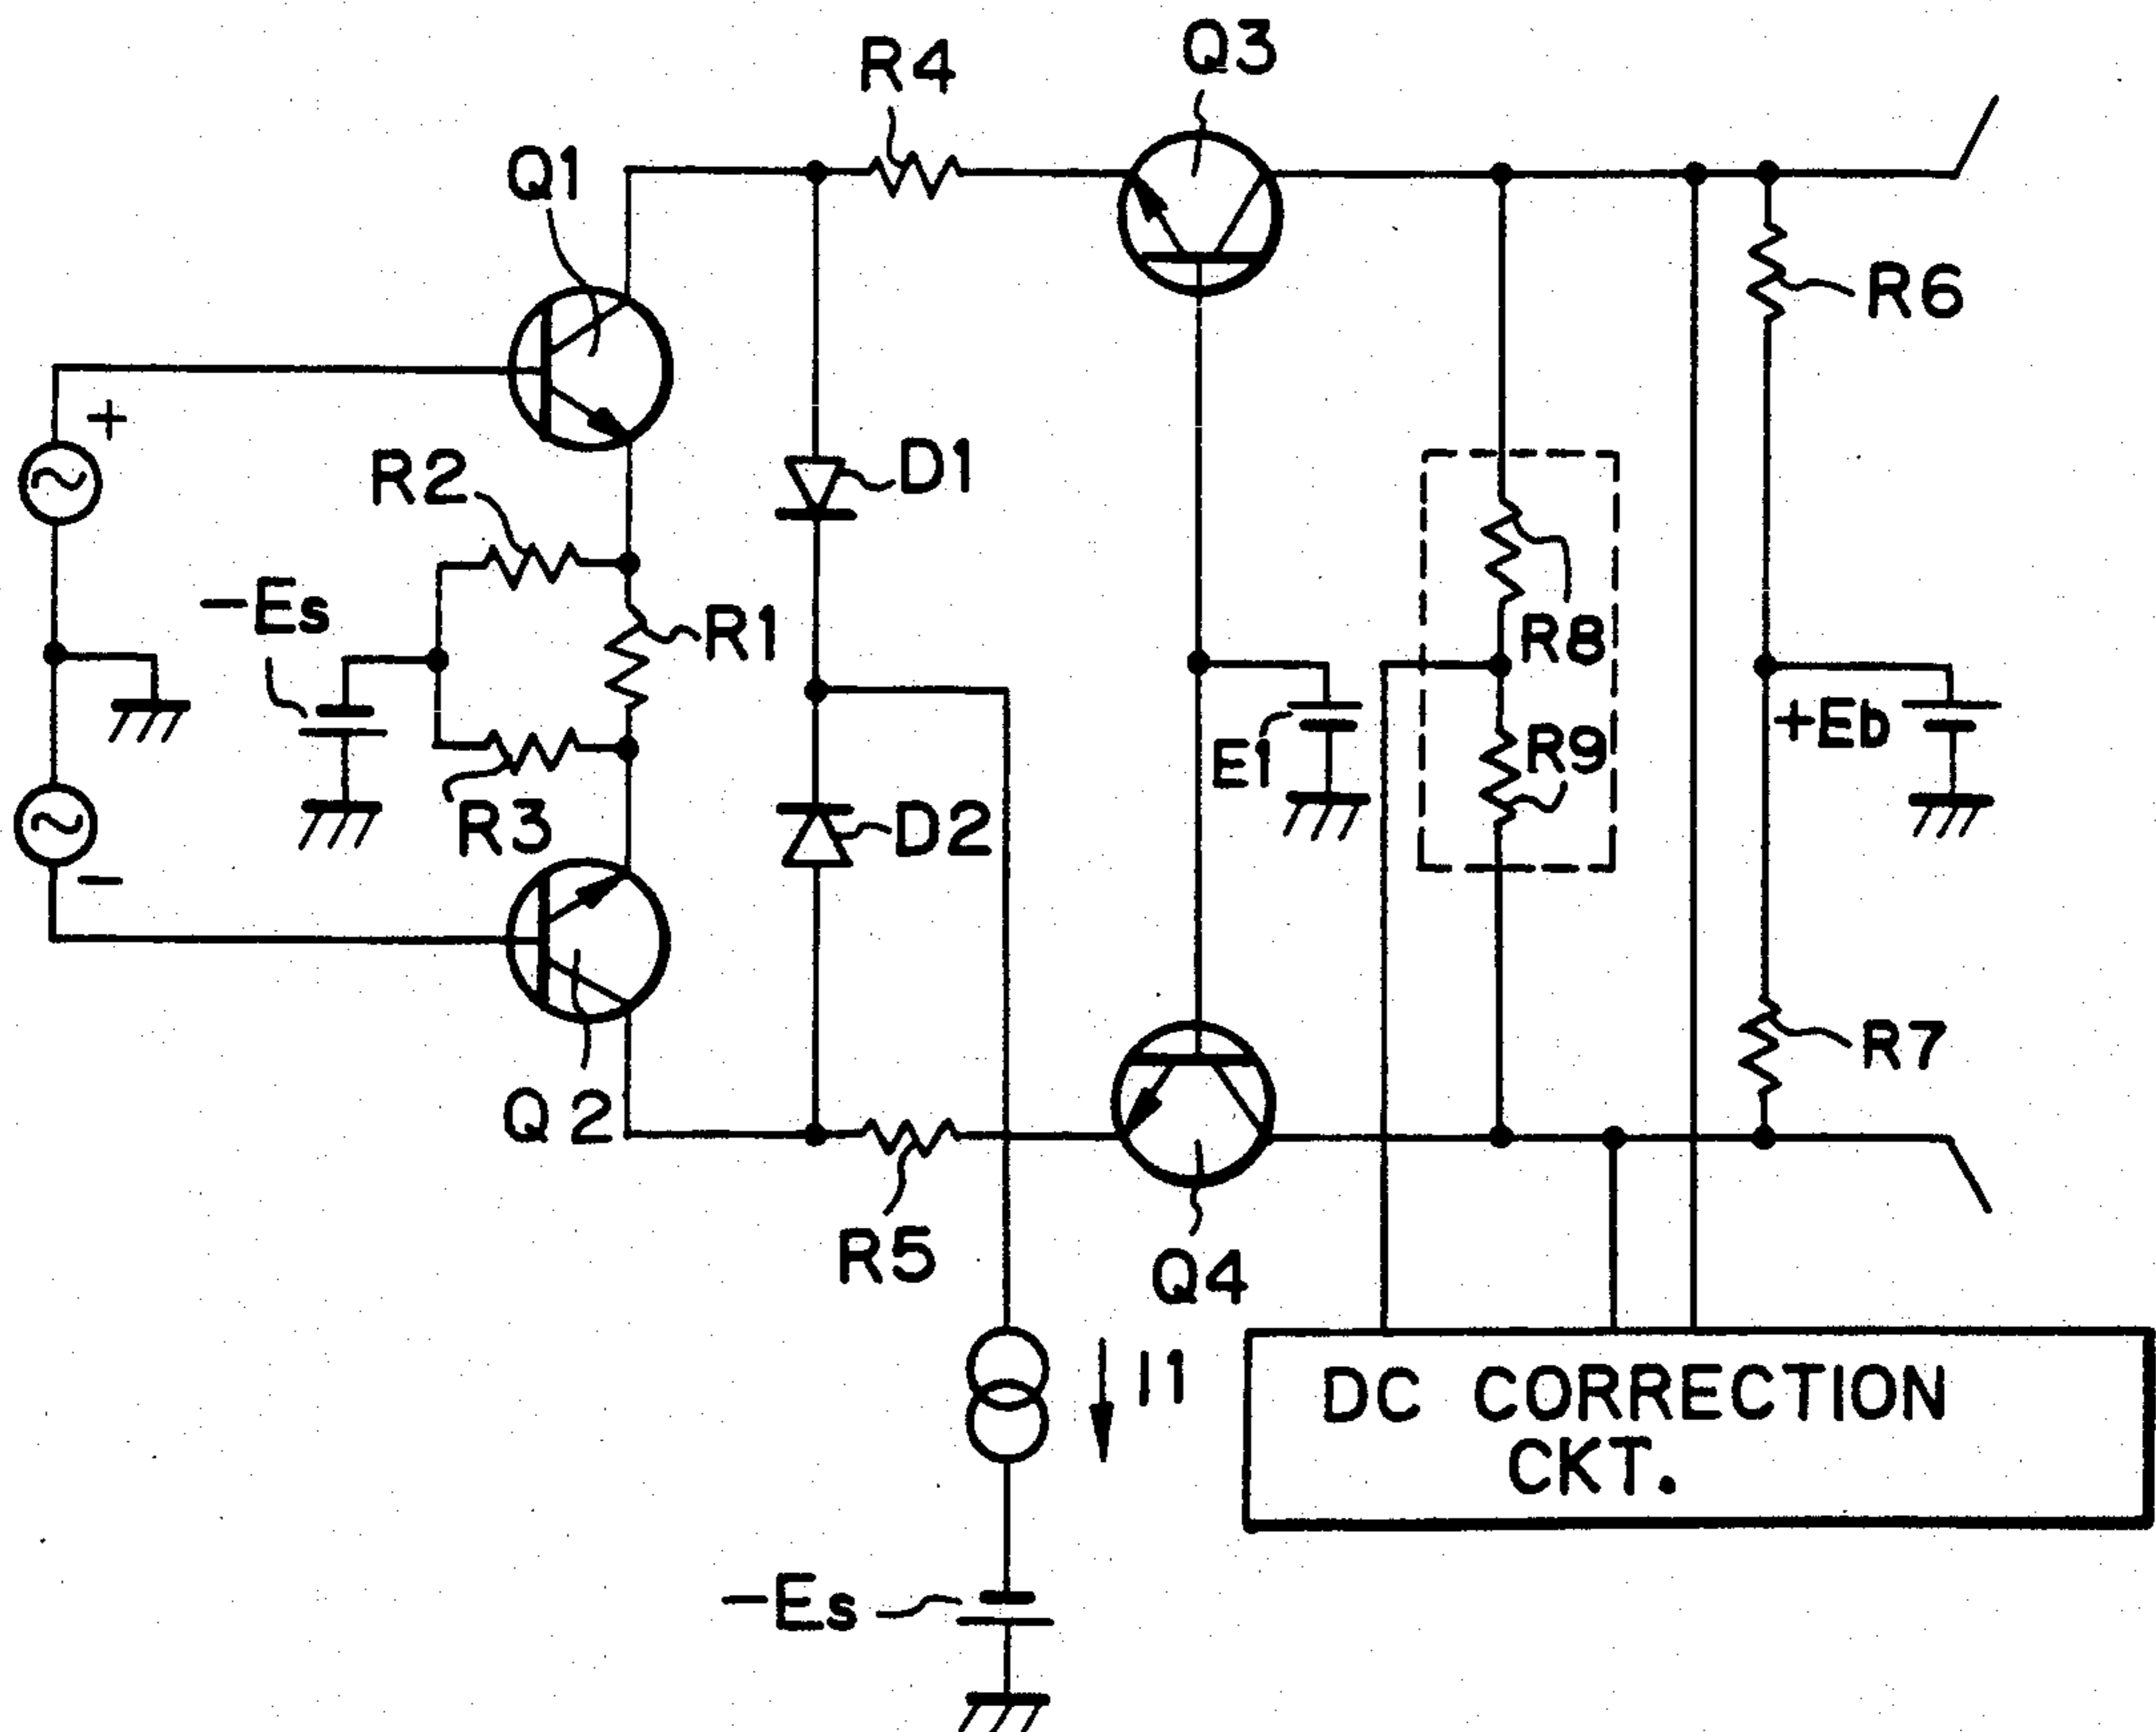 Q3
R4
Q1
R6
+
R2
D1
-Es
R1
R8
+Eb
R9
E1
R3
D2
-
R7
Q2
R5
Q4
I1
DC CORRECTION
CKT.
-Es